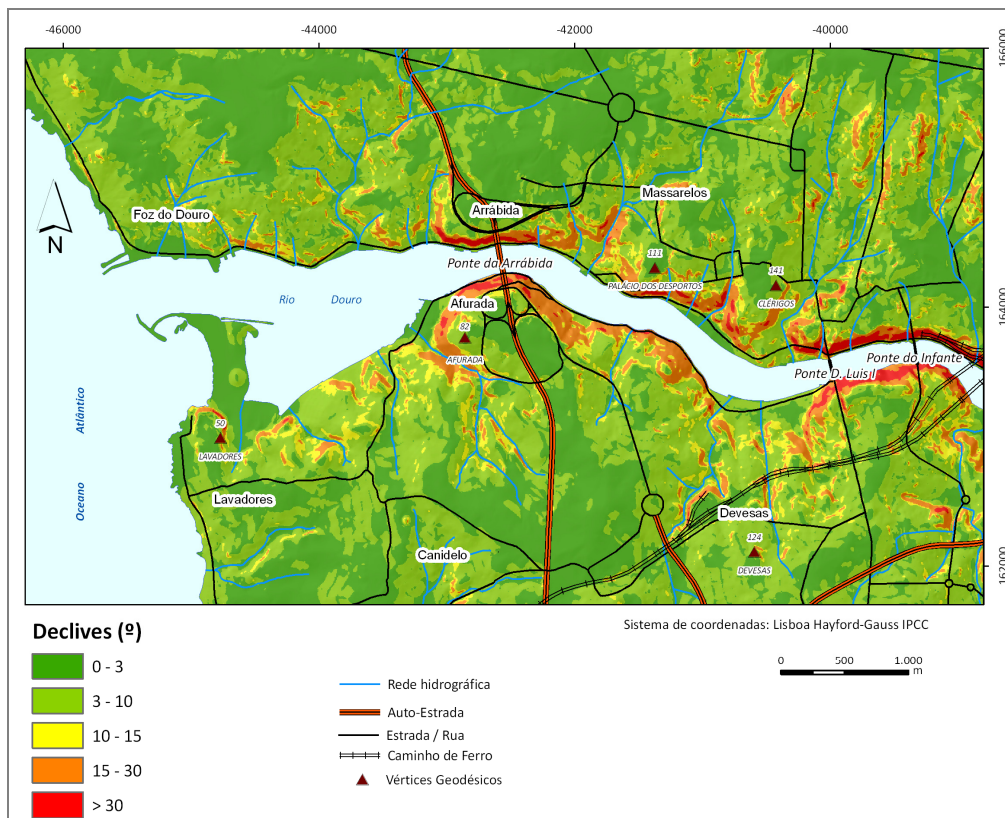 -46000
-44000
-42000
-40000
166000
Massarelos
Foz do Douro
Arrábida
N
111
Ponte da Arrábida
141
PALÁCIO DOS DESPORTOS
Rio Douro
Afurada
CLÉRIGOS
164000
82
AFURADA
Ponte do Infante
Ponte D. Luis I
Atlântico
50
LAVADORES
Oceano
Lavadores
Devesas
124
Canidelo
DEVESAS
162000
Declives (º)
Sistema de coordenadas: Lisboa Hayford-Gauss IPCC
0 - 3
0 500 1.000
m
3 - 10
Rede hidrográfica
10 - 15
Auto-Estrada
Estrada / Rua
Caminho de Ferro
15 - 30
Vértices Geodésicos
> 30